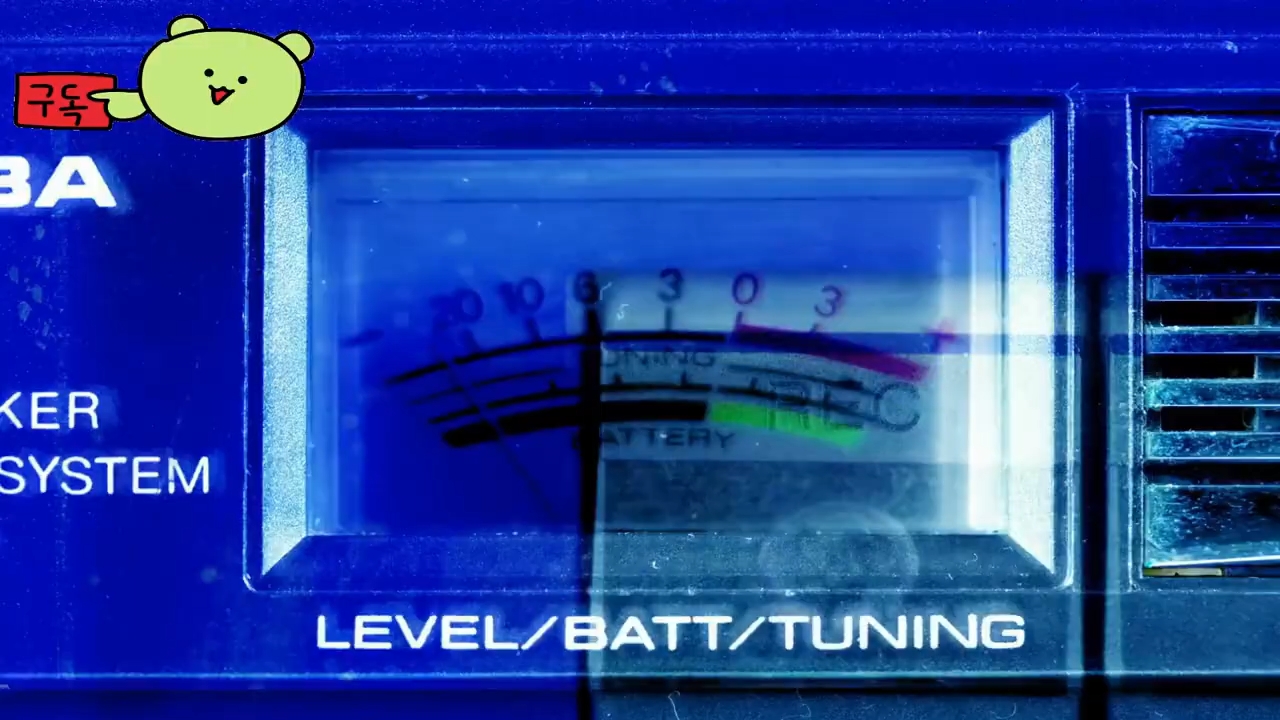 구독
BA
20 10 6 3 0 3 +
TUNING
REC
BATTERY
KER
SYSTEM
LEVEL/BATT/TUNING